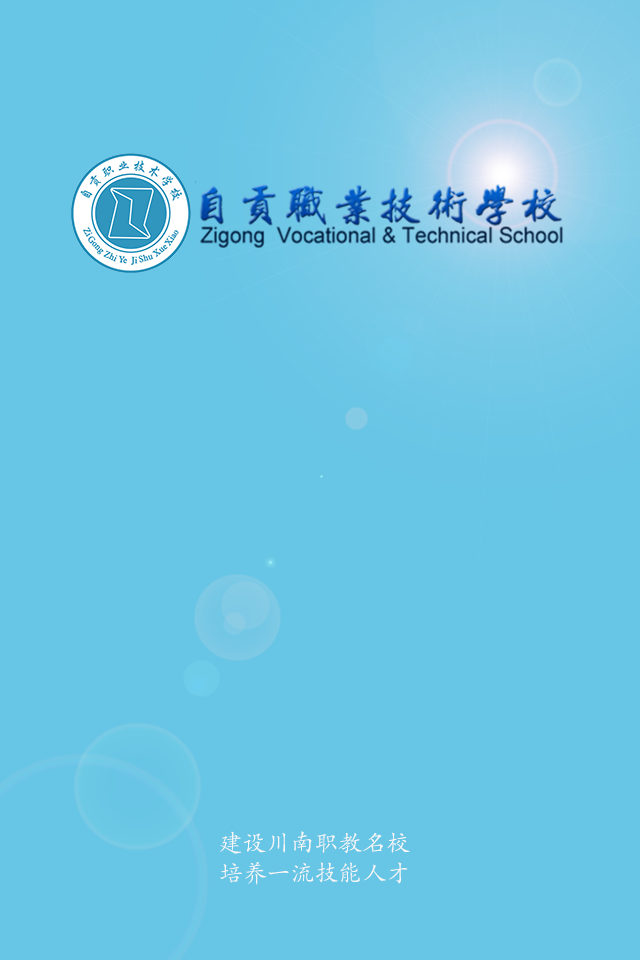 自贡职业技术学校
Zi Gong Zhi Ye Ji Shu Xue Xiao
自贡職業技術學校
Zigong Vocational & Technical School
建设川南职教名校
培养一流技能人才